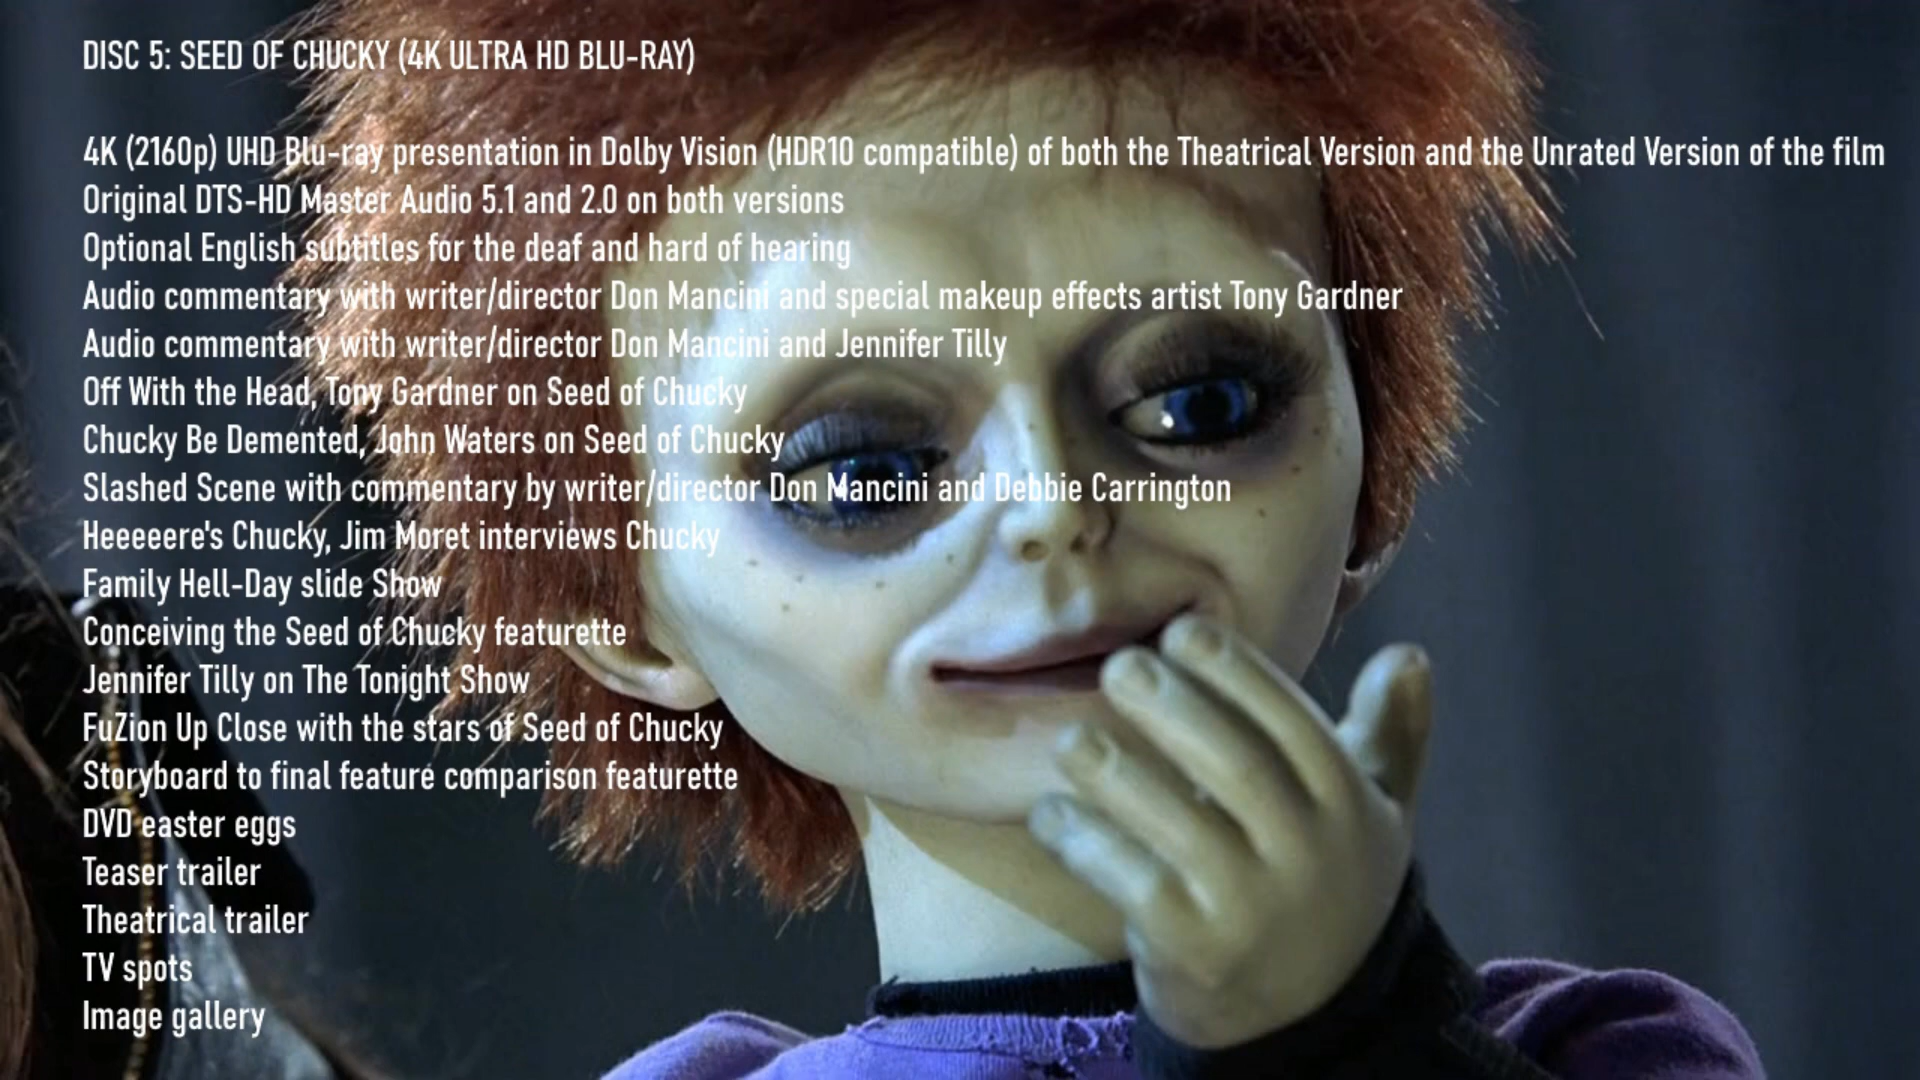 DISC 5: SEED OF CHUCKY (4K ULTRA HD BLU-RAY)
4K (2160p) UHD Blu-ray presentation in Dolby Vision (HDR10 compatible) of both the Theatrical Version and the Unrated Version of the film
Original DTS-HD Master Audio 5.1 and 2.0 on both versions
Optional English subtitles for the deaf and hard of hearing
Audio commentary with writer/director Don Mancini and special makeup effects artist Tony Gardner
Audio commentary with writer/director Don Mancini and Jennifer Tilly
Off With the Head, Tony Gardner on Seed of Chucky
Chucky Be Demented, John Waters on Seed of Chucky
Slashed Scene with commentary by writer/director Don Mancini and Debbie Carrington
Heeeeere's Chucky, Jim Moret interviews Chucky
Family Hell-Day slide Show
Conceiving the Seed of Chucky featurette
Jennifer Tilly on The Tonight Show
FuZion Up Close with the stars of Seed of Chucky
Storyboard to final feature comparison featurette
DVD easter eggs
Teaser trailer
Theatrical trailer
TV spots
Image gallery